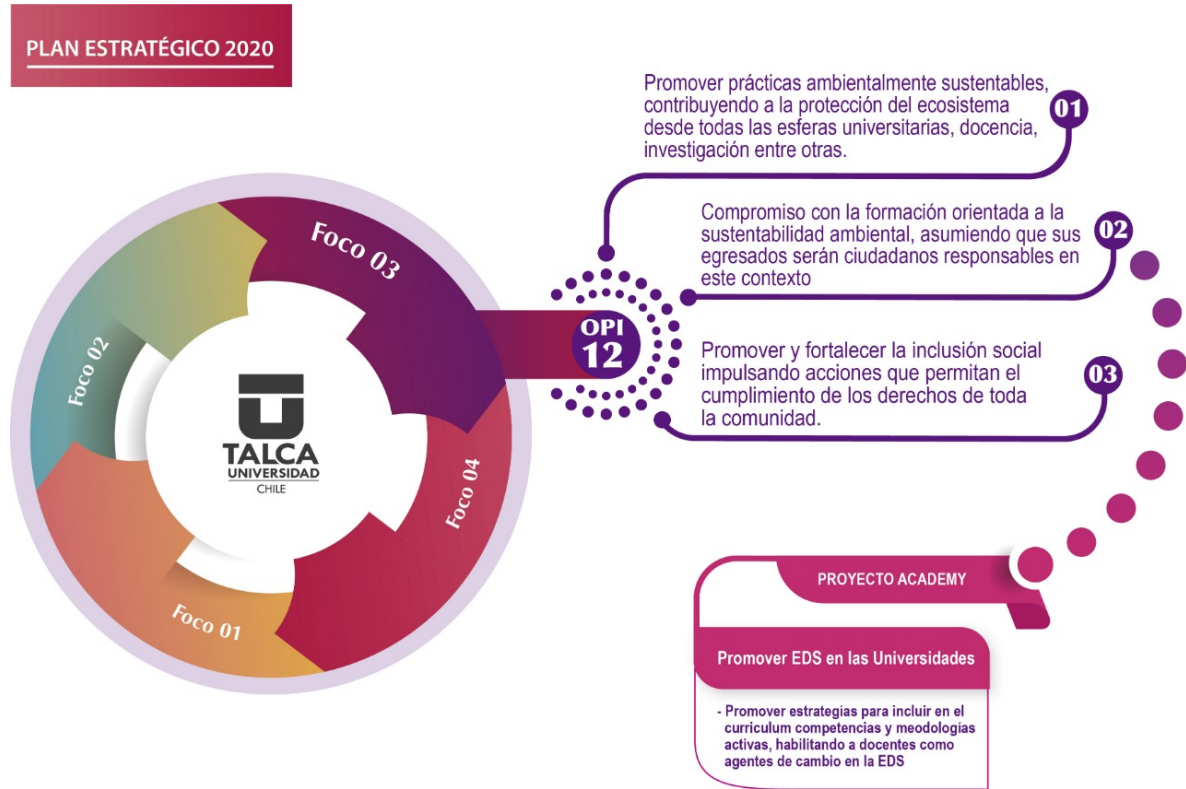 PLAN ESTRATÉGICO 2020
Promover prácticas ambientalmente sustentables,
contribuyendo a la protección del ecosistema
desde todas las esferas universitarias, docencia,
investigación entre otras.
01
Compromiso con la formación orientada a la
sustentabilidad ambiental, asumiendo que sus
egresados serán ciudadanos responsables en
este contexto
02
Promover y fortalecer la inclusión social
impulsando acciones que permitan el
cumplimiento de los derechos de toda
la comunidad.
03
OPI
12
Foco 03
Foco 02
Foco 04
Foco 01
TALCA
UNIVERSIDAD
CHILE
PROYECTO ACADEMY
Promover EDS en las Universidades
- Promover estrategias para incluir en el
curriculum competencias y meodologías
activas, habilitando a docentes como
agentes de cambio en la EDS